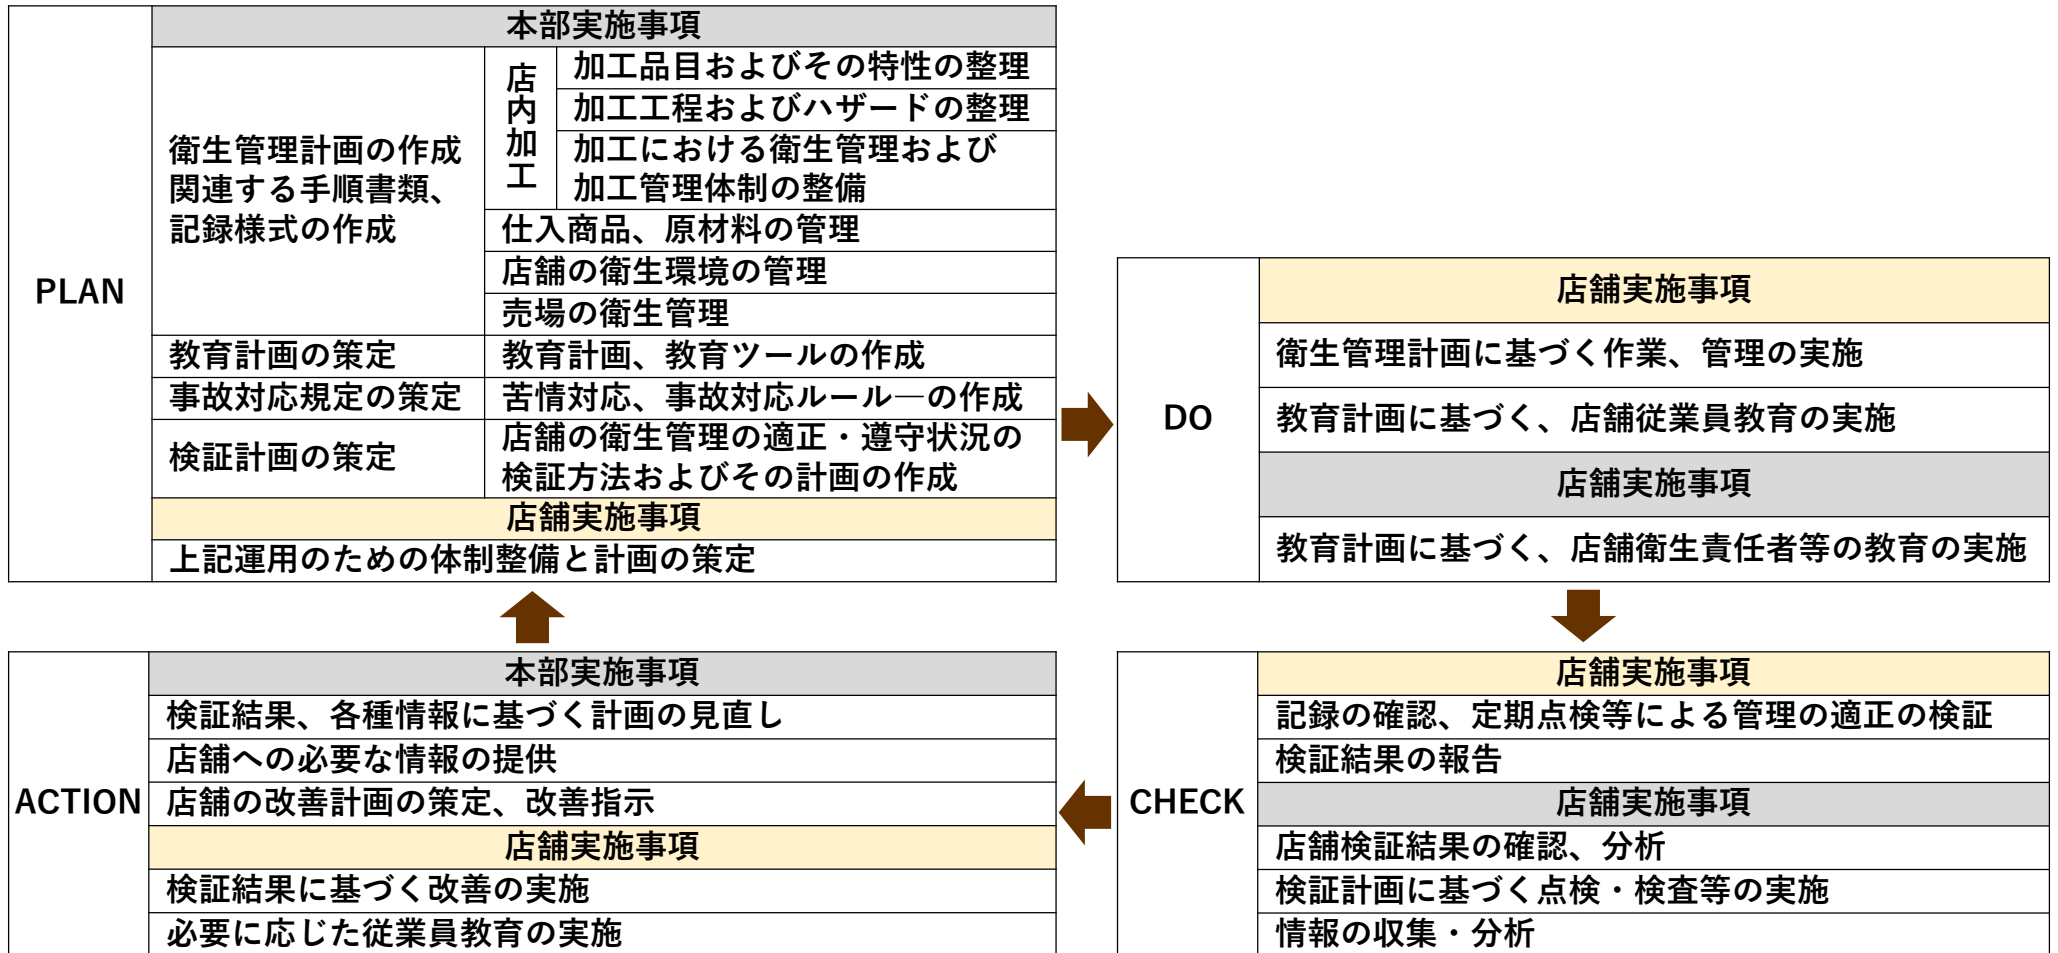 PLAN
本部実施事項
衛生管理計画の作成
関連する手順書類、
記録様式の作成
店内加工
加工品目およびその特性の整理
加工工程およびハザードの整理
加工における衛生管理および
加工管理体制の整備
仕入商品、原材料の管理
店舗の衛生環境の管理
売場の衛生管理
教育計画の策定
教育計画、教育ツールの作成
事故対応規定の策定
苦情対応、事故対応ルール―の作成
検証計画の策定
店舗の衛生管理の適正・遵守状況の
検証方法およびその計画の作成
店舗実施事項
上記運用のための体制整備と計画の策定
DO
店舗実施事項
衛生管理計画に基づく作業、管理の実施
教育計画に基づく、店舗従業員教育の実施
店舗実施事項
教育計画に基づく、店舗衛生責任者等の教育の実施
CHECK
店舗実施事項
記録の確認、定期点検等による管理の適正の検証
検証結果の報告
店舗実施事項
店舗検証結果の確認、分析
検証計画に基づく点検・検査等の実施
情報の収集・分析
ACTION
本部実施事項
検証結果、各種情報に基づく計画の見直し
店舗への必要な情報の提供
店舗の改善計画の策定、改善指示
店舗実施事項
検証結果に基づく改善の実施
必要に応じた従業員教育の実施